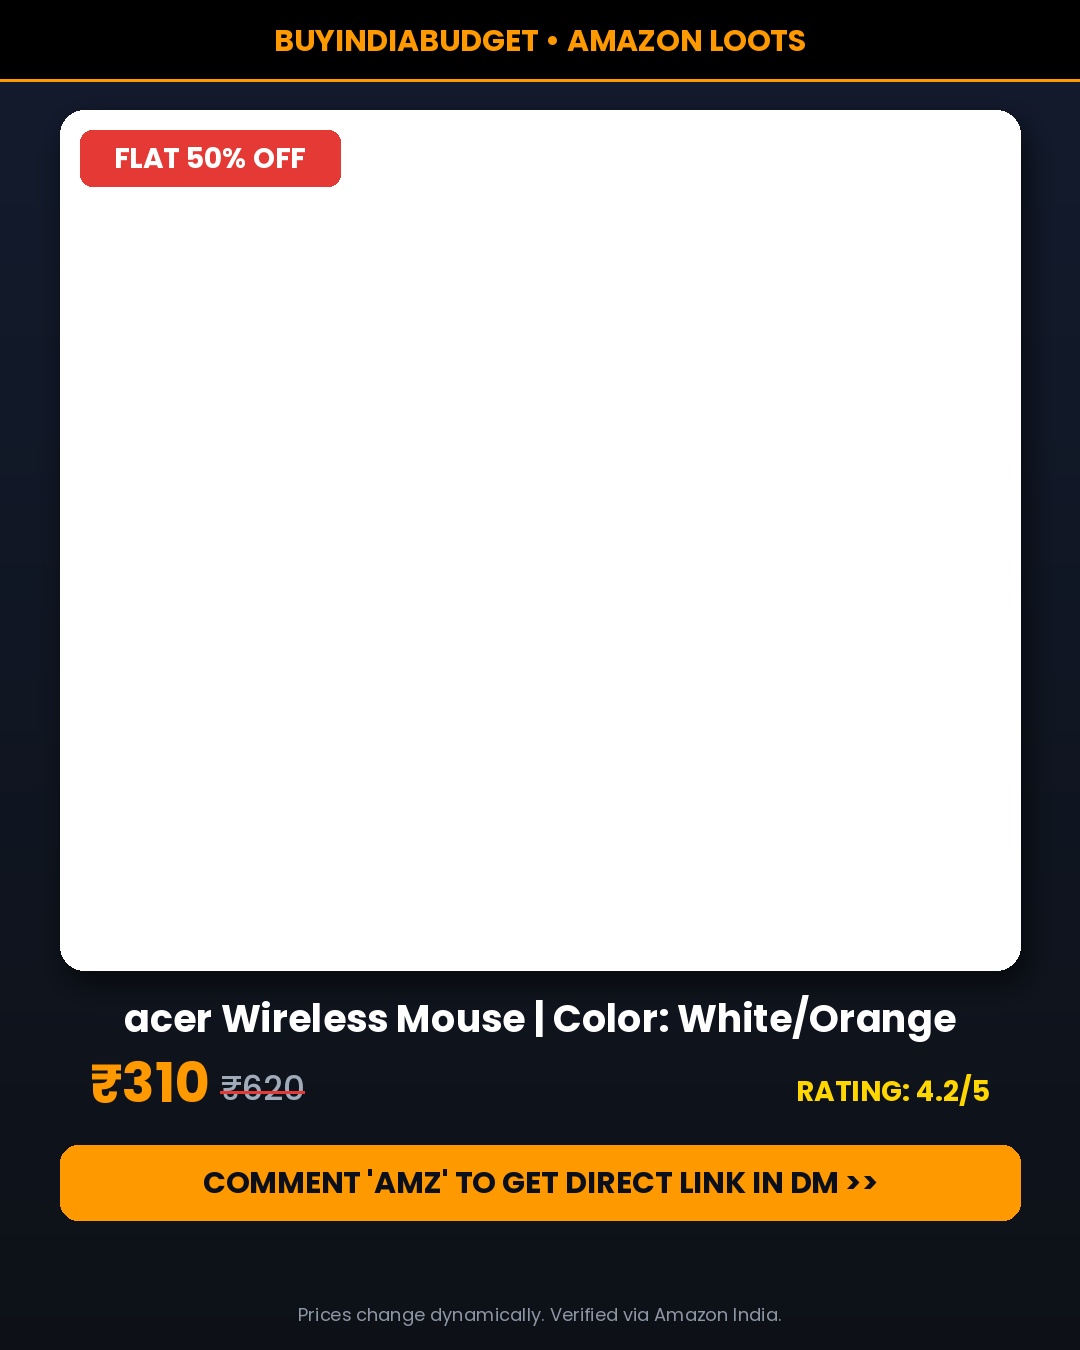 BUYINDIABUDGET • AMAZON LOOTS
FLAT 50% OFF
acer Wireless Mouse | Color: White/Orange
₹310 ₹620
RATING: 4.2/5
COMMENT 'AMZ' TO GET DIRECT LINK IN DM >>
Prices change dynamically. Verified via Amazon India.